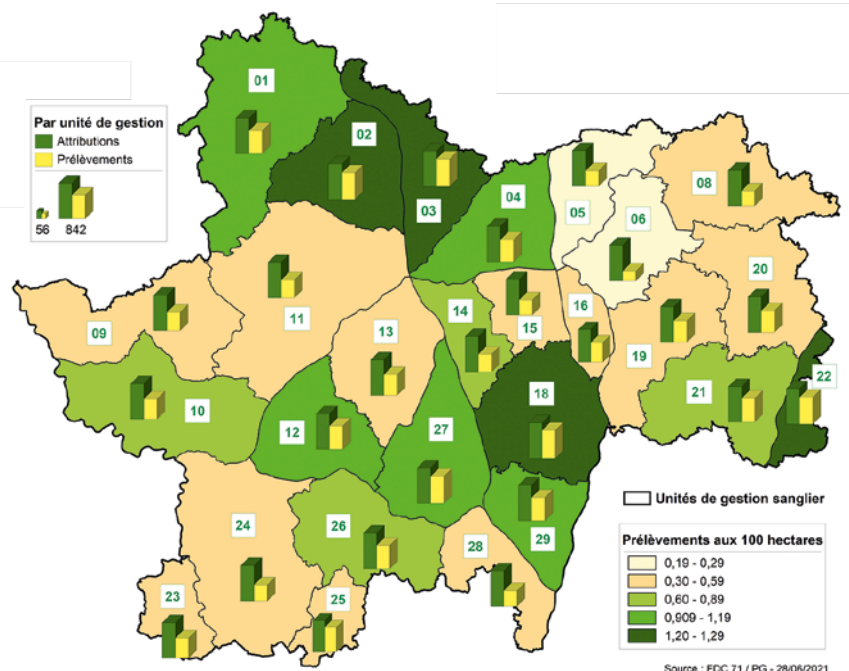 01
02
03
04
05
06
08
09
10
11
12
13
14
15
16
18
19
20
21
22
23
24
25
26
27
28
29
Par unité de gestion
Attributions
Prélèvements
56 842
Unités de gestion sanglier
Prélèvements aux 100 hectares
0,19 - 0,29
0,30 - 0,59
0,60 - 0,89
0,909 - 1,19
1,20 - 1,29
Source : FDC 71 / PG - 28/06/2021